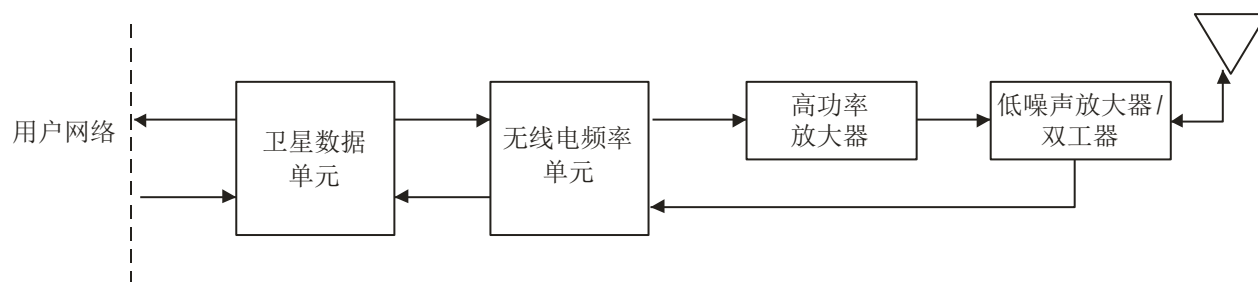 用户网络
卫星数据
单元
无线电频率
单元
高功率
放大器
低噪声放大器/
双工器